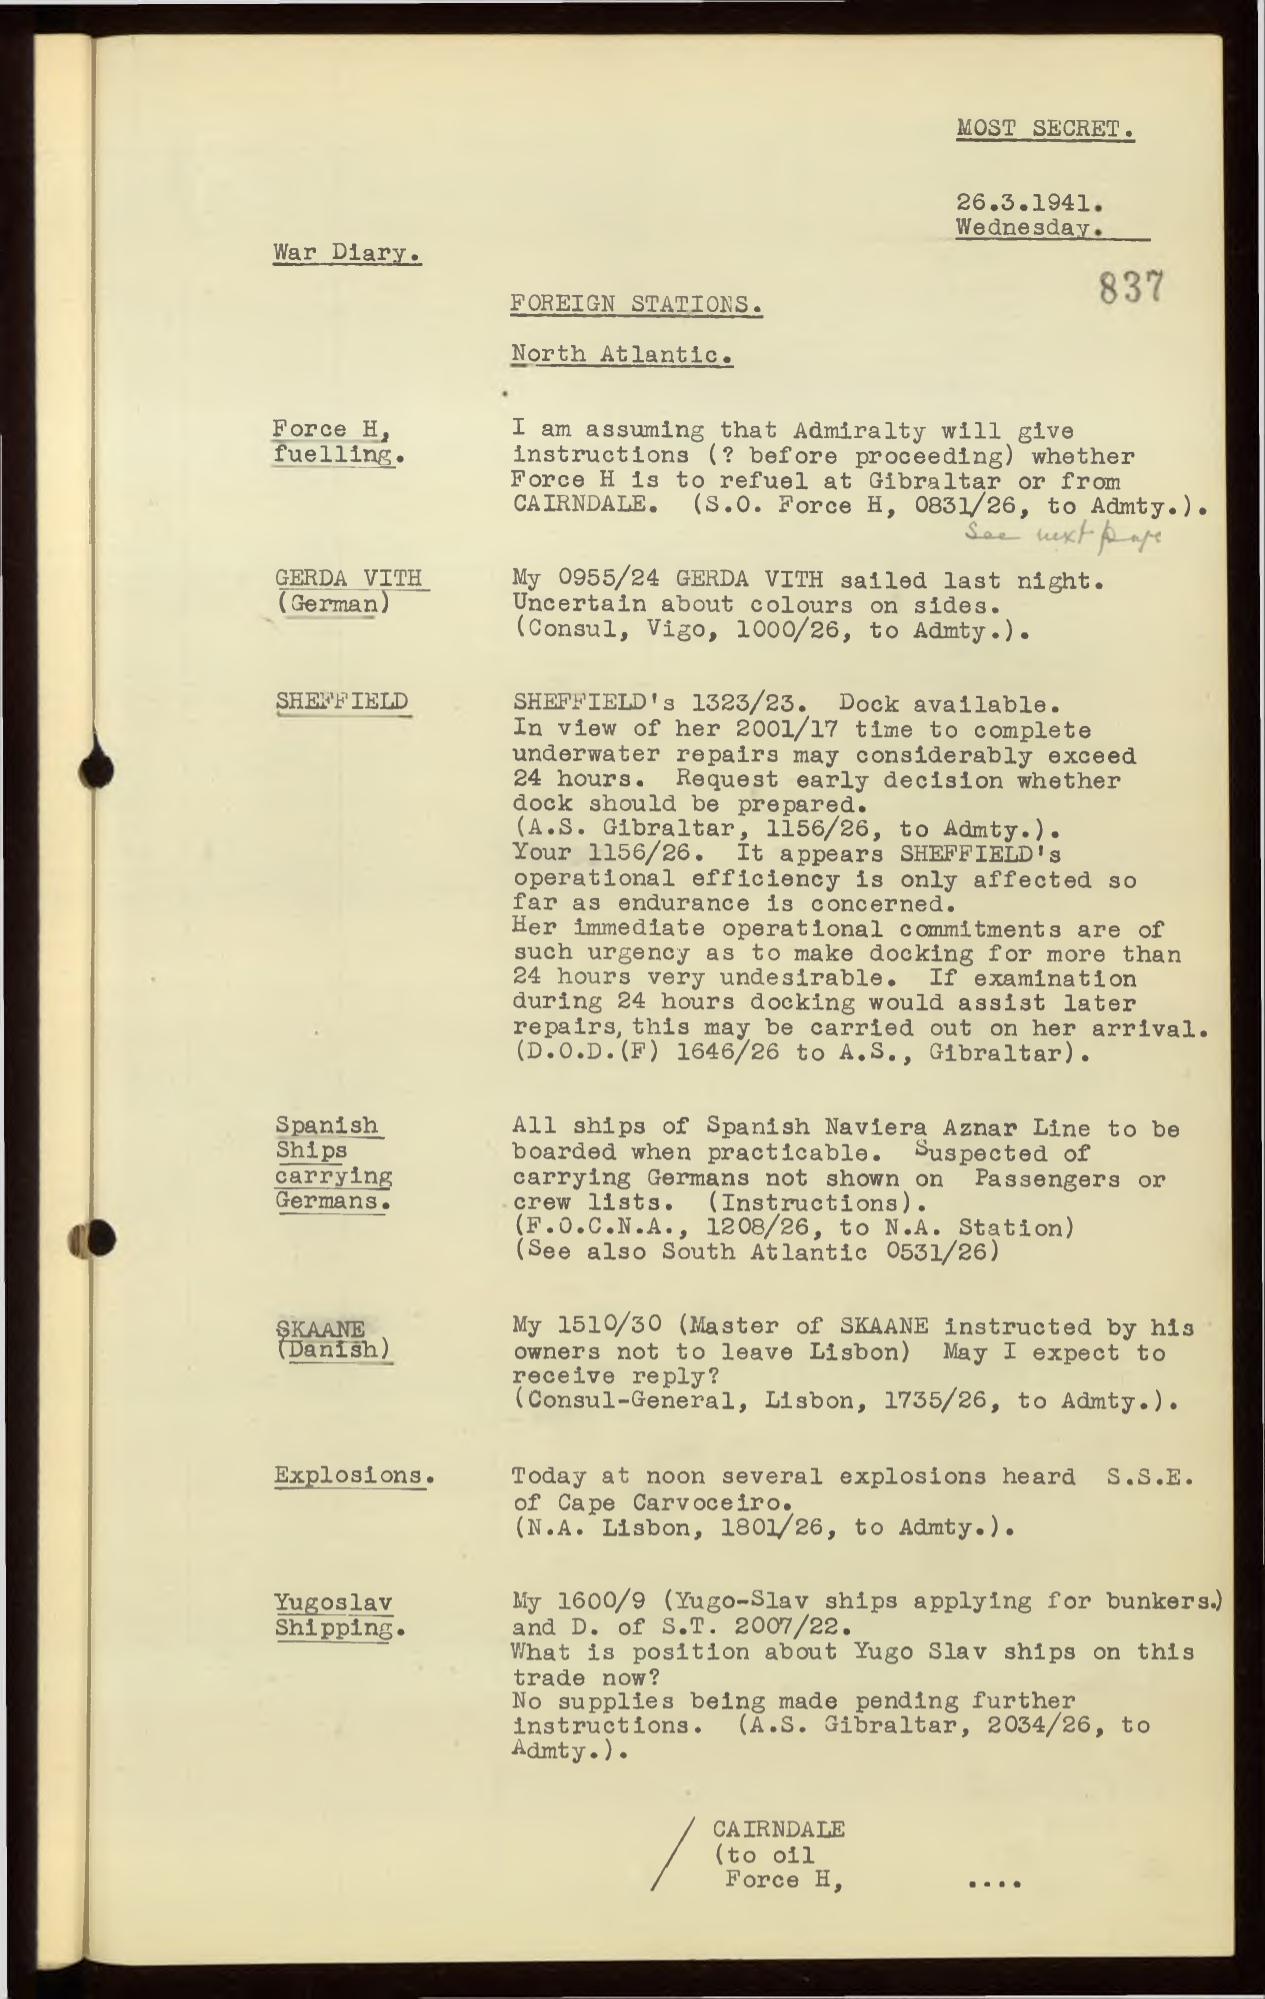 MOST SECRET.
26.3.1941.
Wednesday.
War Diary.
837
FOREIGN STATIONS.
North Atlantic.
Force H,
fuelling.
I am assuming that Admiralty will give
instructions (? before proceeding) whether
Force H is to refuel at Gibraltar or from
CAIRNDALE. (S.O. Force H, 0831/26, to Admty.).
See next page
GERDA VITH
(German)
My 0955/24 GERDA VITH sailed last night.
Uncertain about colours on sides.
(Consul, Vigo, 1000/26, to Admty.).
SHEFFIELD
SHEFFIELD's 1323/23. Dock available.
In view of her 2001/17 time to complete
underwater repairs may considerably exceed
24 hours. Request early decision whether
dock should be prepared.
(A.S. Gibraltar, 1156/26, to Admty.).
Your 1156/26. It appears SHEFFIELD's
operational efficiency is only affected so
far as endurance is concerned.
Her immediate operational commitments are of
such urgency as to make docking for more than
24 hours very undesirable. If examination
during 24 hours docking would assist later
repairs, this may be carried out on her arrival.
(D.O.D.(F) 1646/26 to A.S., Gibraltar).
Spanish
Ships
carrying
Germans.
All ships of Spanish Naviera Aznar Line to be
boarded when practicable. Suspected of
carrying Germans not shown on Passengers or
crew lists. (Instructions).
(F.O.C.N.A., 1208/26, to N.A. Station)
(See also South Atlantic 0531/26)
SKAANE
(Danish)
My 1510/30 (Master of SKAANE instructed by his
owners not to leave Lisbon) May I expect to
receive reply?
(Consul-General, Lisbon, 1735/26, to Admty.).
Explosions.
Today at noon several explosions heard S.S.E.
of Cape Carvoceiro.
(N.A. Lisbon, 1801/26, to Admty.).
Yugoslav
Shipping.
My 1600/9 (Yugo-Slav ships applying for bunkers.)
and D. of S.T. 2007/22.
What is position about Yugo Slav ships on this
trade now?
No supplies being made pending further
instructions. (A.S. Gibraltar, 2034/26, to
Admty.).
/ CAIRNDALE
(to oil
Force H, ....